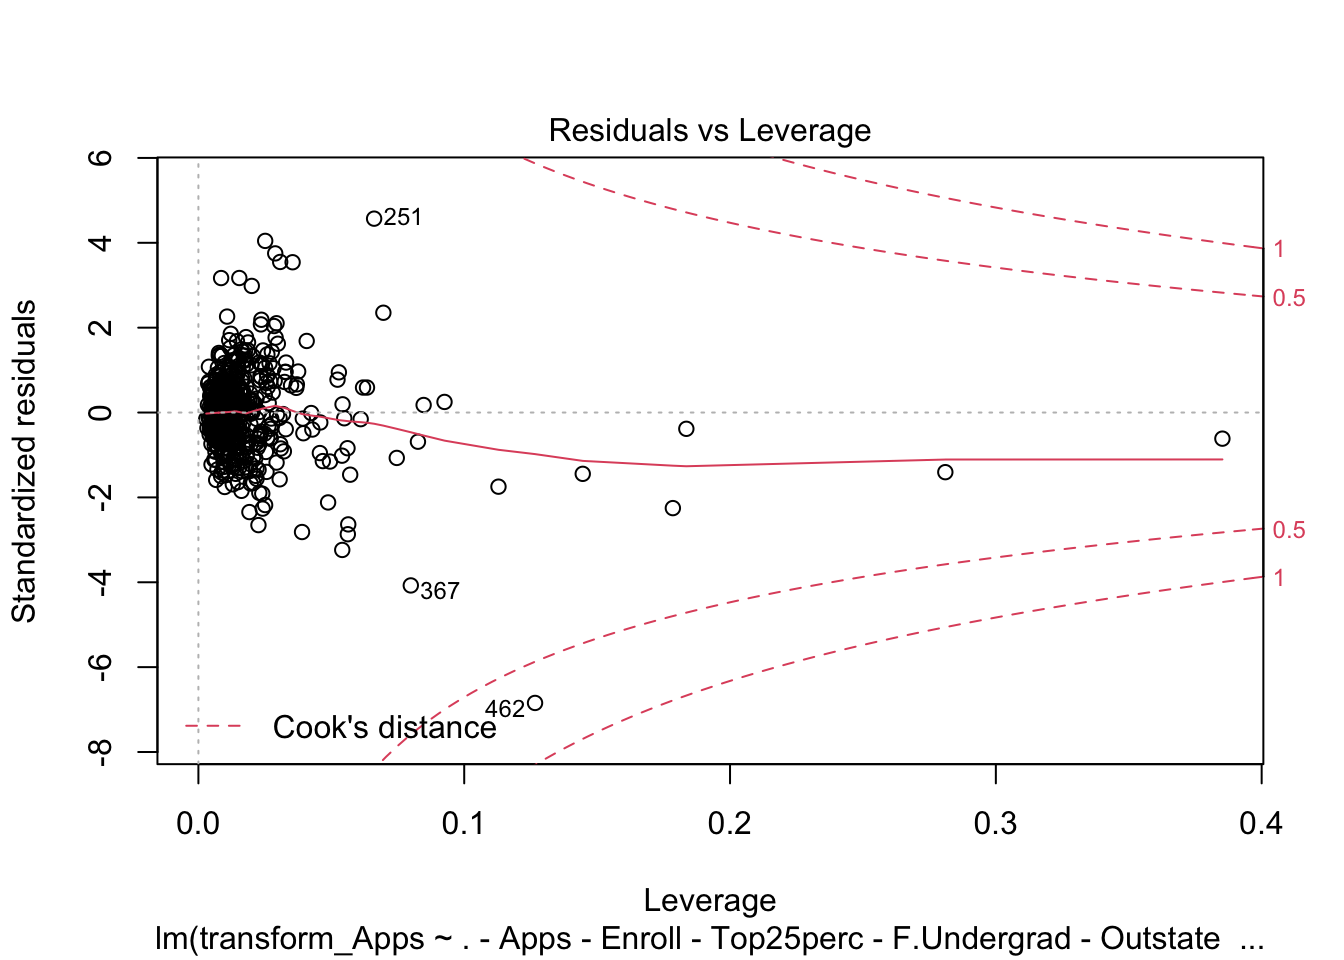 Residuals vs Leverage
Standardized residuals
6
4
2
0
-2
-4
-6
-8
251
367
462
1
0.5
0.5
1
Cook's distance
0.0 0.1 0.2 0.3 0.4
Leverage
lm(transform_Apps ~ . - Apps - Enroll - Top25perc - F.Undergrad - Outstate ...